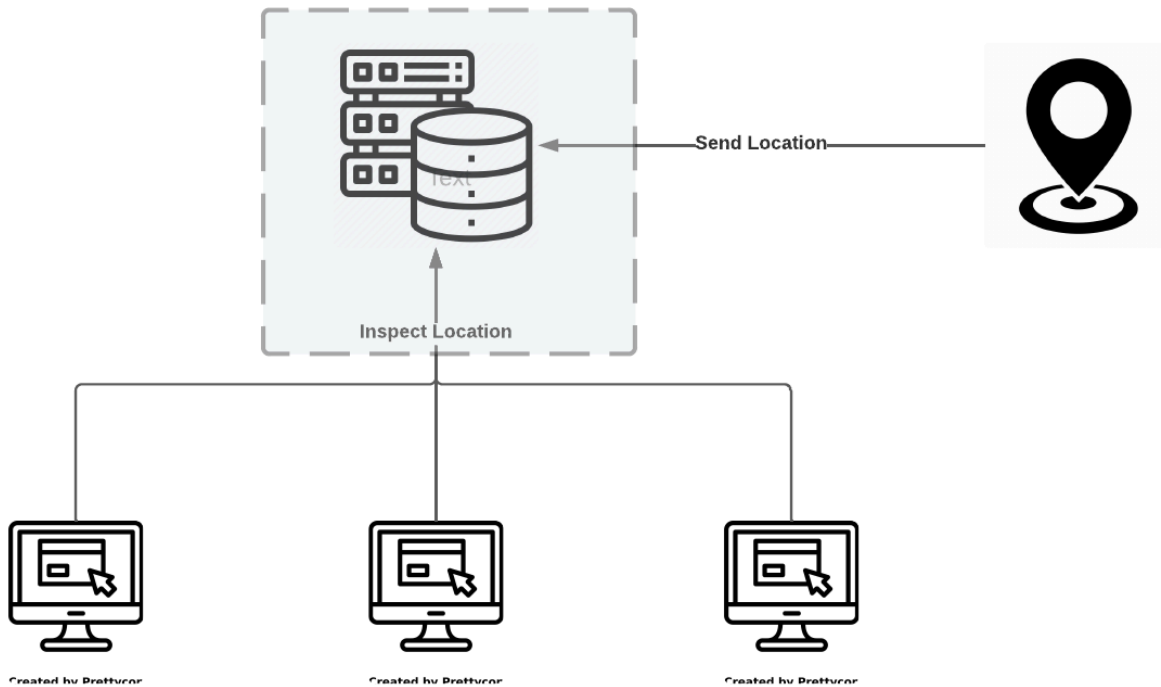 Text
Send Location
Inspect Location
Created by Prettycon
Created by Prettycon
Created by Prettycon